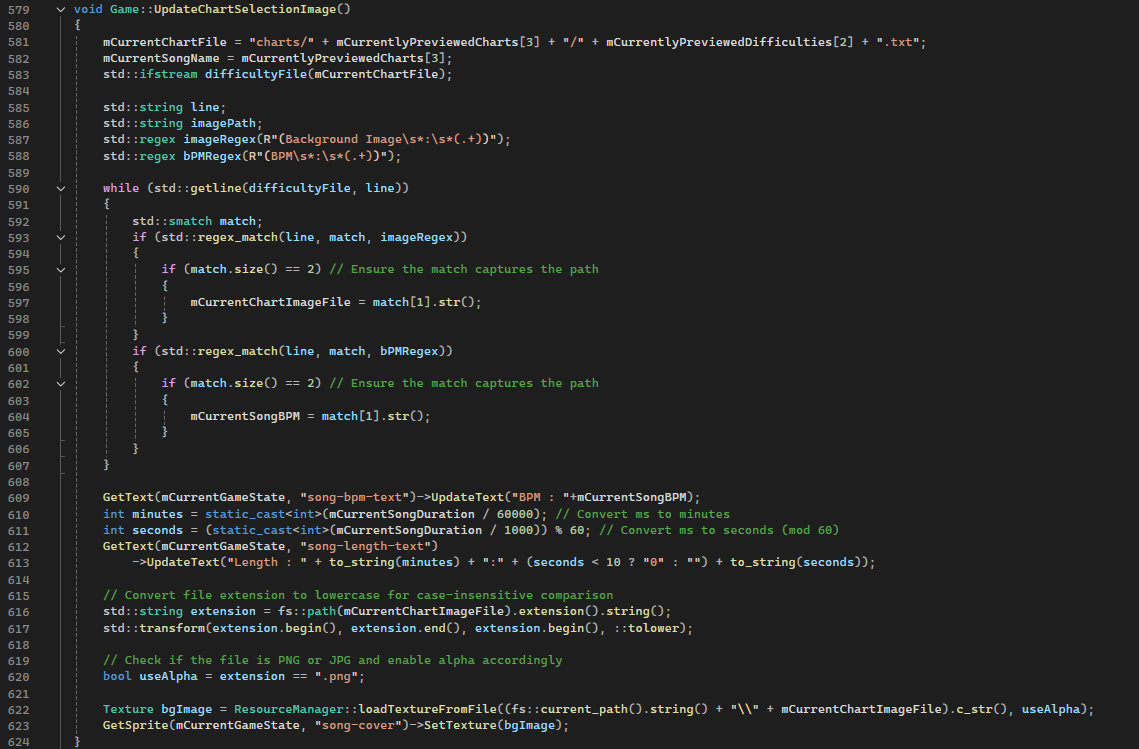 579 void Game::UpdateChartSelectionImage()
580 {
581 mCurrentChartFile = "charts/" + mCurrentlyPreviewedCharts[3] + "/" + mCurrentlyPreviewedDifficulties[2] + ".txt";
582 mCurrentSongName = mCurrentlyPreviewedCharts[3];
583 std::ifstream difficultyFile(mCurrentChartFile);
584
585 std::string line;
586 std::string imagePath;
587 std::regex imageRegex(R"(Background Image\s*:\s*(.+))");
588 std::regex bPMRegex(R"(BPM\s*:\s*(.+))");
589
590 while (std::getline(difficultyFile, line))
591 {
592 std::smatch match;
593 if (std::regex_match(line, match, imageRegex))
594 {
595 if (match.size() == 2) // Ensure the match captures the path
596 {
597 mCurrentChartImageFile = match[1].str();
598 }
599 }
600 if (std::regex_match(line, match, bPMRegex))
601 {
602 if (match.size() == 2) // Ensure the match captures the path
603 {
604 mCurrentSongBPM = match[1].str();
605 }
606 }
607 }
608
609 GetText(mCurrentGameState, "song-bpm-text")->UpdateText("BPM : "+mCurrentSongBPM);
610 int minutes = static_cast<int>(mCurrentSongDuration / 60000); // Convert ms to minutes
611 int seconds = (static_cast<int>(mCurrentSongDuration / 1000)) % 60; // Convert ms to seconds (mod 60)
612 GetText(mCurrentGameState, "song-length-text")
613 ->UpdateText("Length : " + to_string(minutes) + ":" + (seconds < 10 ? "0" : "") + to_string(seconds));
614
615 // Convert file extension to lowercase for case-insensitive comparison
616 std::string extension = fs::path(mCurrentChartImageFile).extension().string();
617 std::transform(extension.begin(), extension.end(), extension.begin(), ::tolower);
618
619 // Check if the file is PNG or JPG and enable alpha accordingly
620 bool useAlpha = extension == ".png";
621
622 Texture bgImage = ResourceManager::loadTextureFromFile((fs::current_path().string() + "\\" + mCurrentChartImageFile).c_str(), useAlpha);
623 GetSprite(mCurrentGameState, "song-cover")->SetTexture(bgImage);
624 }